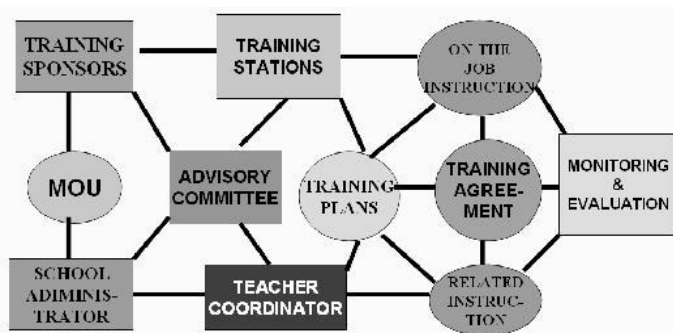 TRAINING
SPONSORS
TRAINING
STATIONS
ON THE
JOB
INSTRUCTION
MOU
ADVISORY
COMMITTEE
TRAINING
PLANS
TRAINING
AGREE-
MENT
MONITORING
&
EVALUATION
SCHOOL
ADIMINIS-
TRATOR
TEACHER
COORDINATOR
RELATED
INSTRUC-
TION